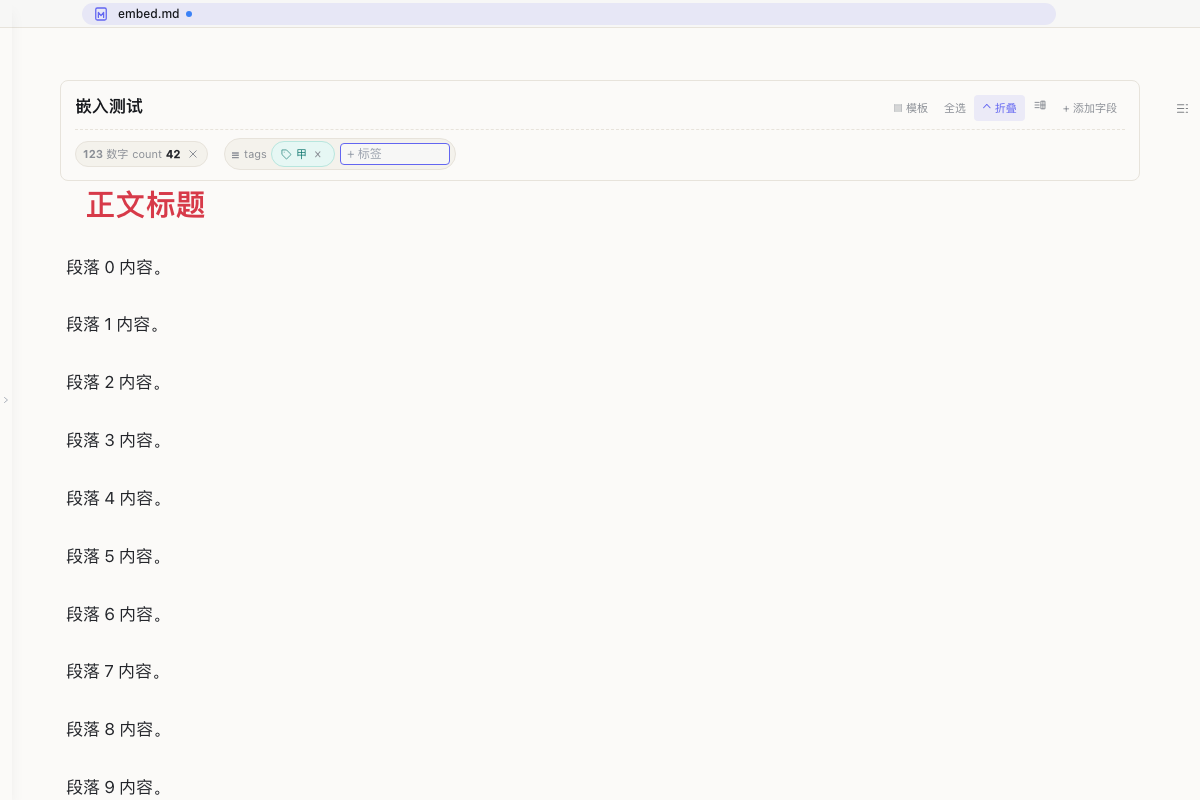 embed.md
嵌入测试
模板 全选 折叠 + 添加字段
123 数字 count 42 tags 甲 × + 标签
正文标题
段落 0 内容。
段落 1 内容。
段落 2 内容。
段落 3 内容。
段落 4 内容。
段落 5 内容。
段落 6 内容。
段落 7 内容。
段落 8 内容。
段落 9 内容。